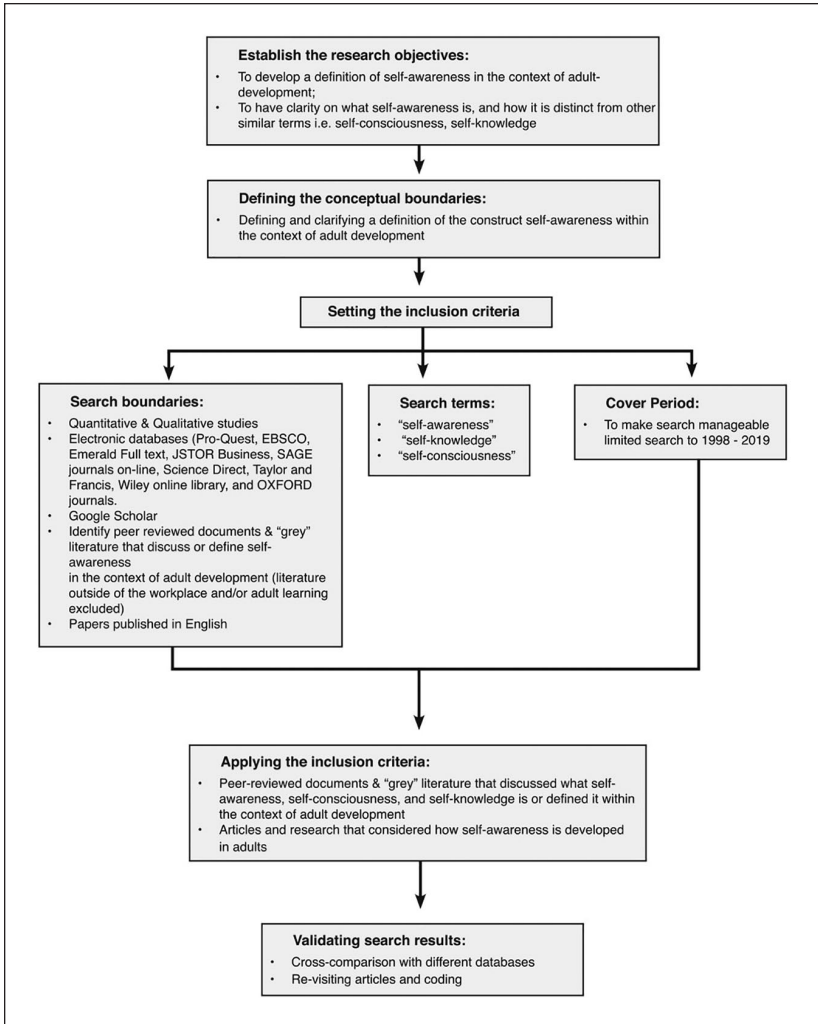 Establish the research objectives:
• To develop a definition of self-awareness in the context of adult-
development;
• To have clarity on what self-awareness is, and how it is distinct from other
similar terms i.e. self-consciousness, self-knowledge
Defining the conceptual boundaries:
• Defining and clarifying a definition of the construct self-awareness within
the context of adult development
Setting the inclusion criteria
Search boundaries:
• Quantitative & Qualitative studies
• Electronic databases (Pro-Quest, EBSCO,
Emerald Full text, JSTOR Business, SAGE
journals on-line, Science Direct, Taylor and
Francis, Wiley online library, and OXFORD
journals.
• Google Scholar
• Identify peer reviewed documents & “grey”
literature that discuss or define self-
awareness
in the context of adult development (literature
outside of the workplace and/or adult learning
excluded)
• Papers published in English
Search terms:
• “self-awareness”
• “self-knowledge”
• “self-consciousness”
Cover Period:
• To make search manageable
limited search to 1998 - 2019
Applying the inclusion criteria:
• Peer-reviewed documents & “grey” literature that discussed what self-
awareness, self-consciousness, and self-knowledge is or defined it within
the context of adult development
• Articles and research that considered how self-awareness is developed
in adults
Validating search results:
• Cross-comparison with different databases
• Re-visiting articles and coding